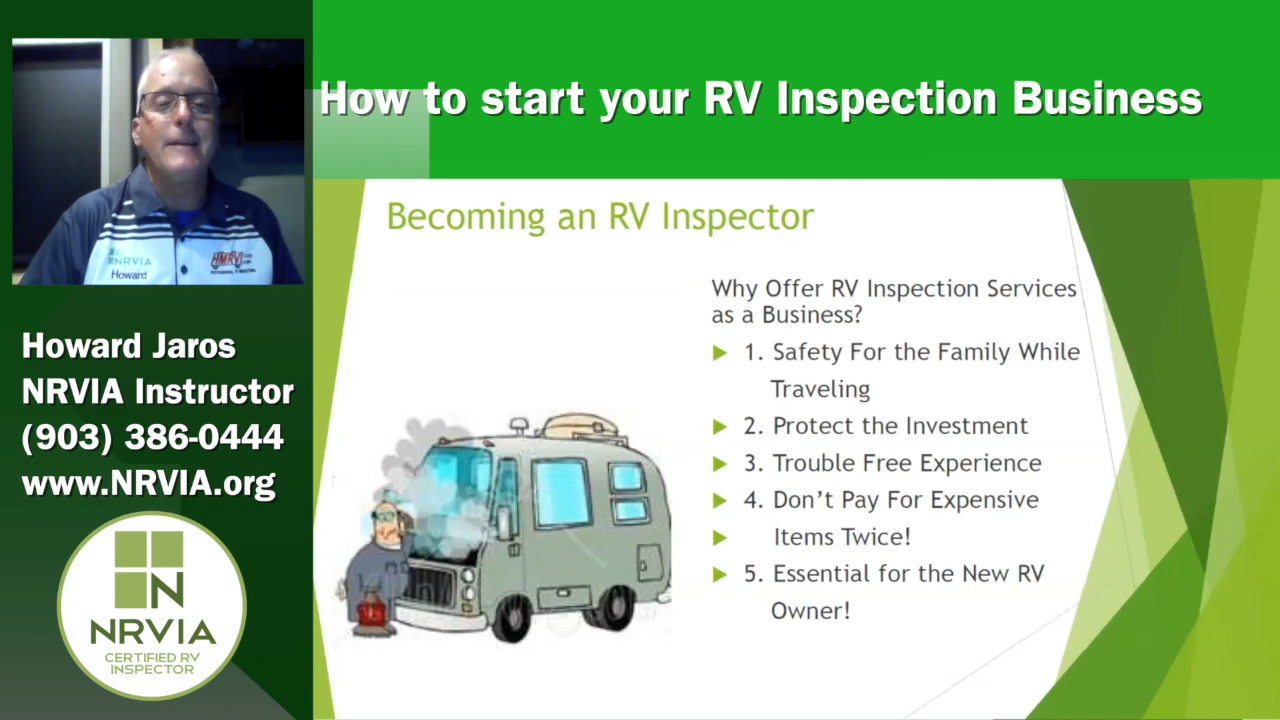 How to start your RV Inspection Business
NRVIA
Howard
HMRVI
Howard Jaros
NRVIA Instructor
(903) 386-0444
www.NRVIA.org
N
NRVIA
CERTIFIED RV
INSPECTOR
Becoming an RV Inspector
Why Offer RV Inspection Services
as a Business?
1. Safety For the Family While
Traveling
2. Protect the Investment
3. Trouble Free Experience
4. Don’t Pay For Expensive
Items Twice!
5. Essential for the New RV
Owner!